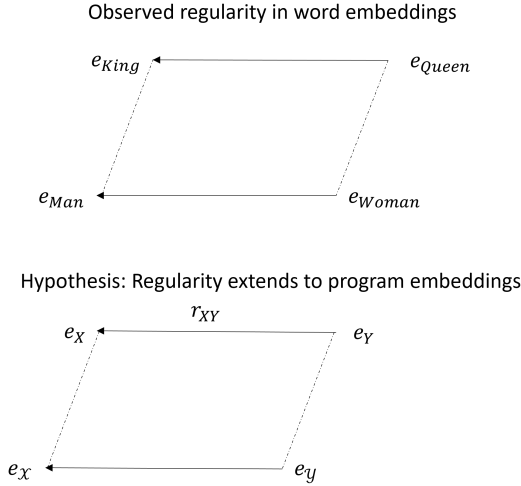 Observed regularity in word embeddings
e_King e_Queen
e_Man e_Woman
Hypothesis: Regularity extends to program embeddings
r_XY
e_X e_Y
e_𝒳 e_𝒴